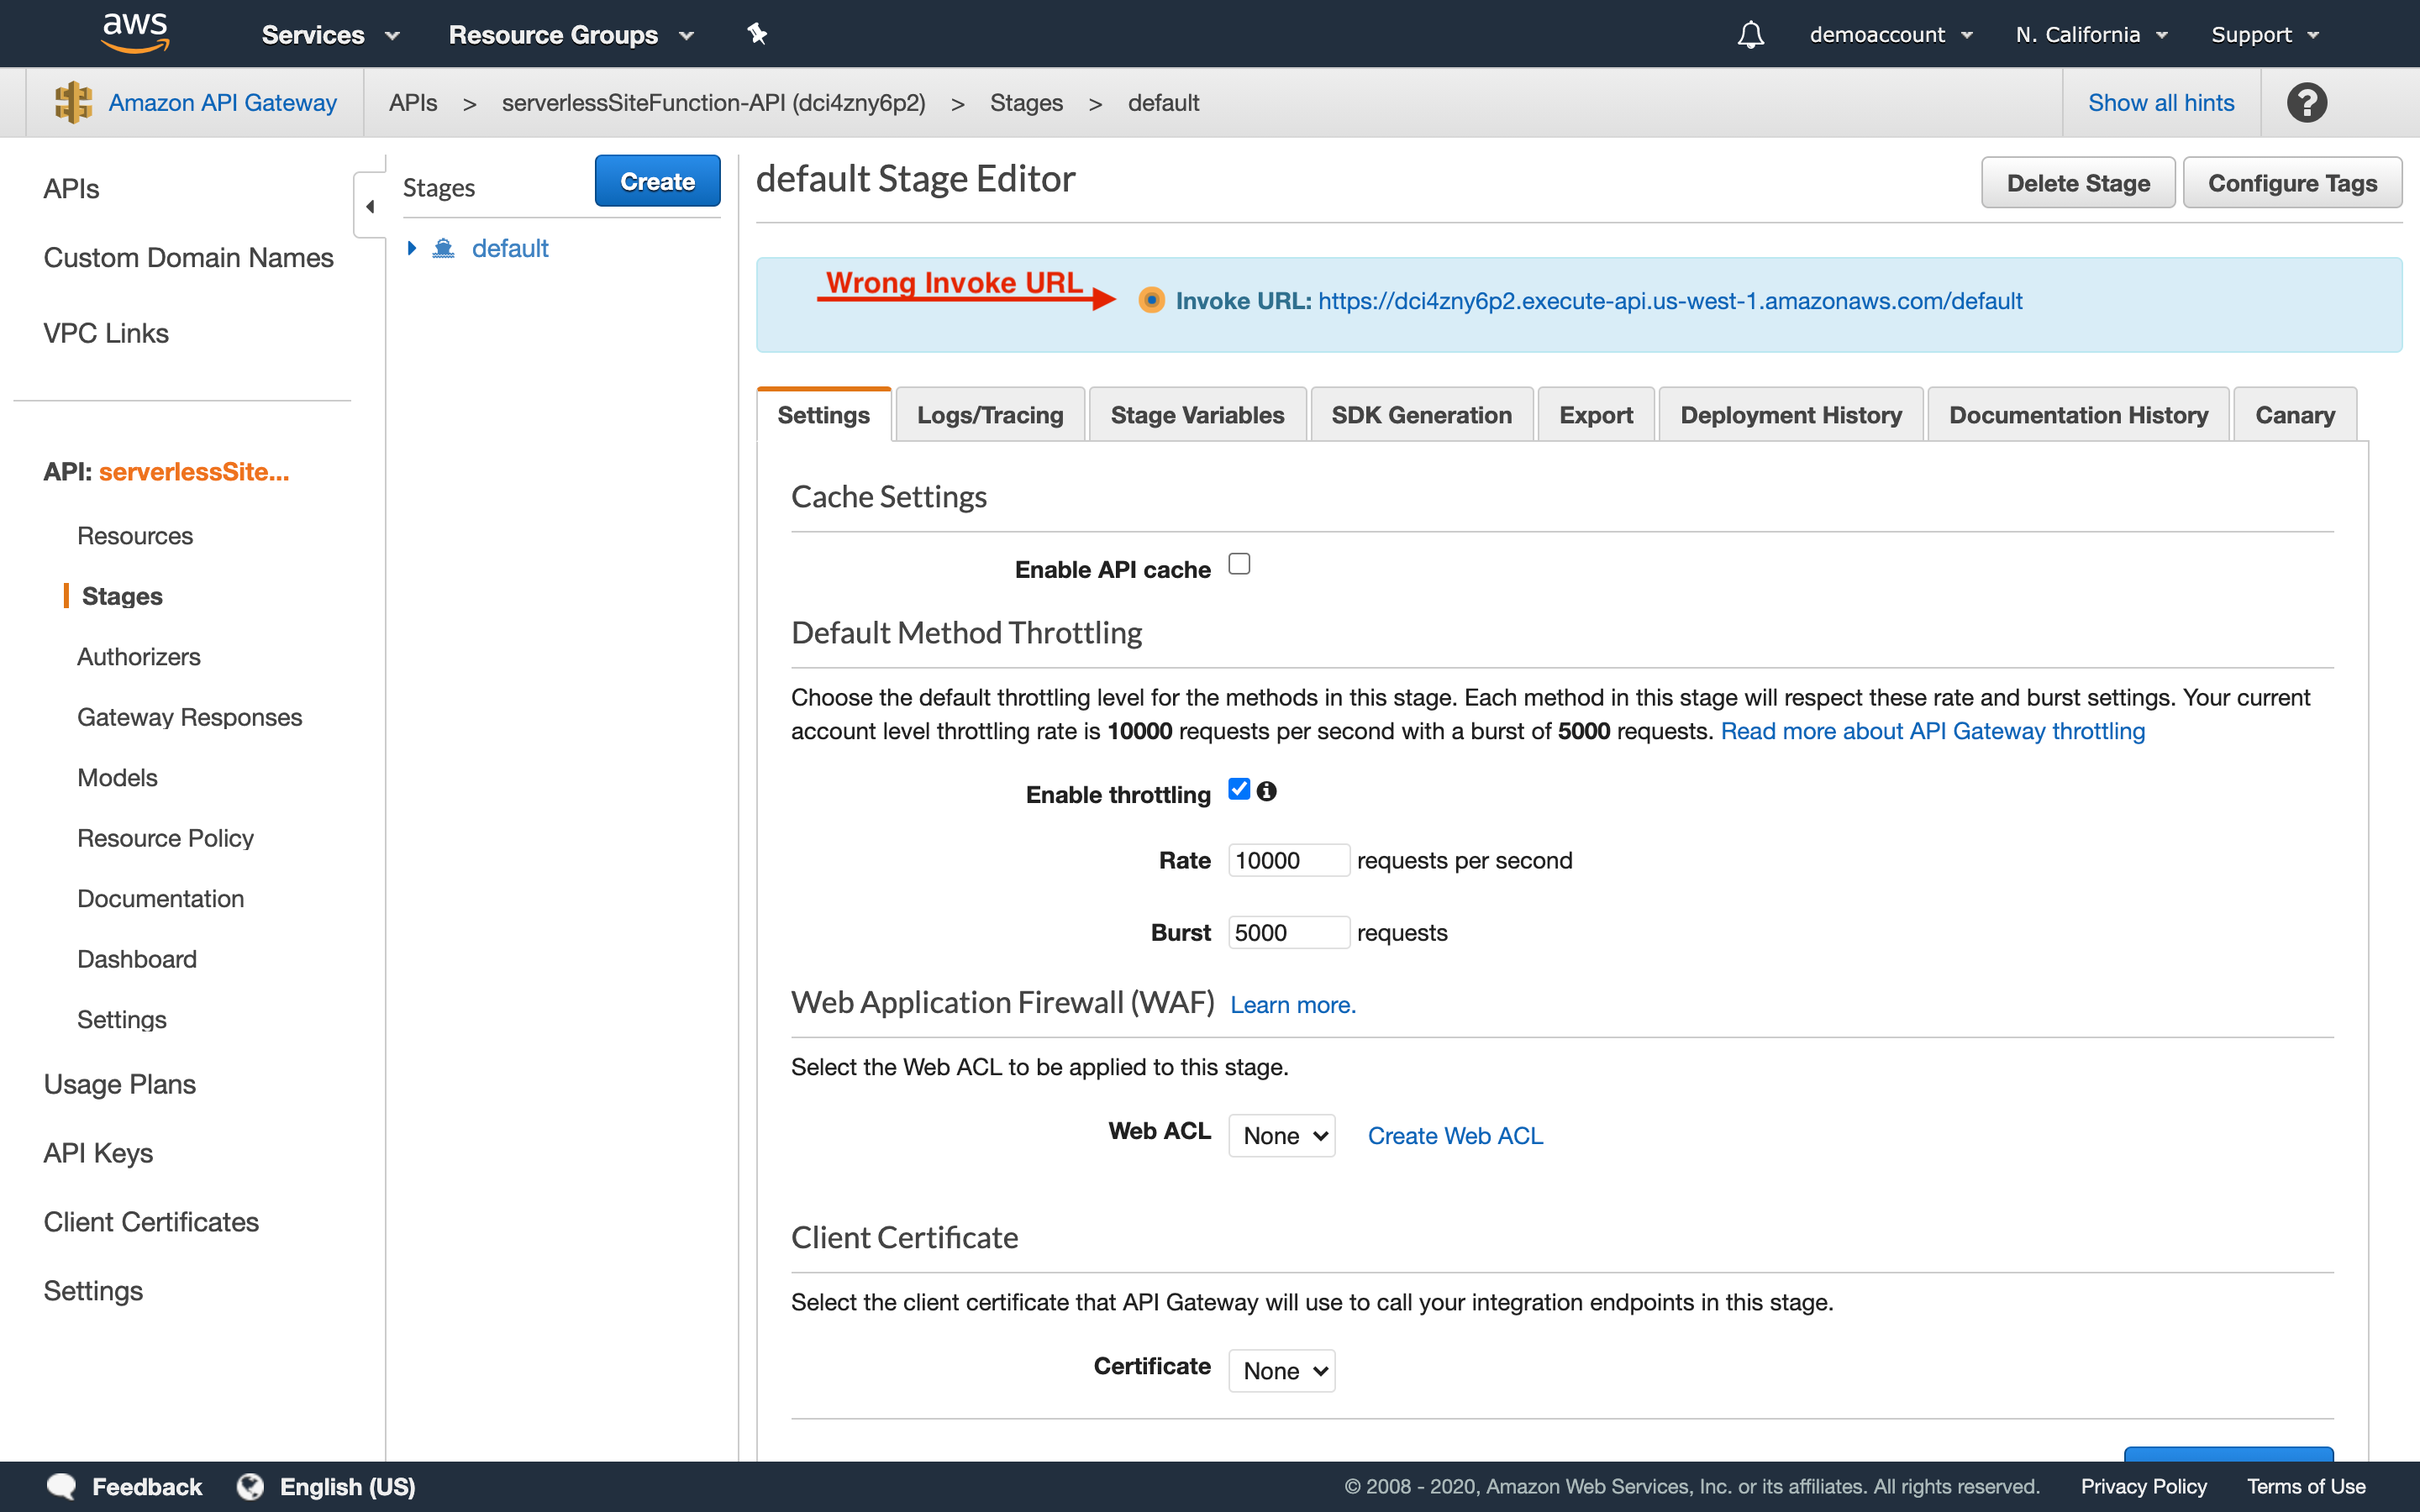 aws Services Resource Groups demoaccount N. California Support
Amazon API Gateway APIs > serverlessSiteFunction-API (dci4zny6p2) > Stages > default Show all hints ?
APIs
Custom Domain Names
VPC Links
API: serverlessSite...
Resources
Stages
Authorizers
Gateway Responses
Models
Resource Policy
Documentation
Dashboard
Settings
Usage Plans
API Keys
Client Certificates
Settings
Stages Create
default
default Stage Editor Delete Stage Configure Tags
Wrong Invoke URL
Invoke URL: https://dci4zny6p2.execute-api.us-west-1.amazonaws.com/default
Settings Logs/Tracing Stage Variables SDK Generation Export Deployment History Documentation History Canary
Cache Settings
Enable API cache
Default Method Throttling
Choose the default throttling level for the methods in this stage. Each method in this stage will respect these rate and burst settings. Your current
account level throttling rate is 10000 requests per second with a burst of 5000 requests. Read more about API Gateway throttling
Enable throttling
Rate 10000 requests per second
Burst 5000 requests
Web Application Firewall (WAF) Learn more.
Select the Web ACL to be applied to this stage.
Web ACL None Create Web ACL
Client Certificate
Select the client certificate that API Gateway will use to call your integration endpoints in this stage.
Certificate None
Feedback English (US) © 2008 - 2020, Amazon Web Services, Inc. or its affiliates. All rights reserved. Privacy Policy Terms of Use